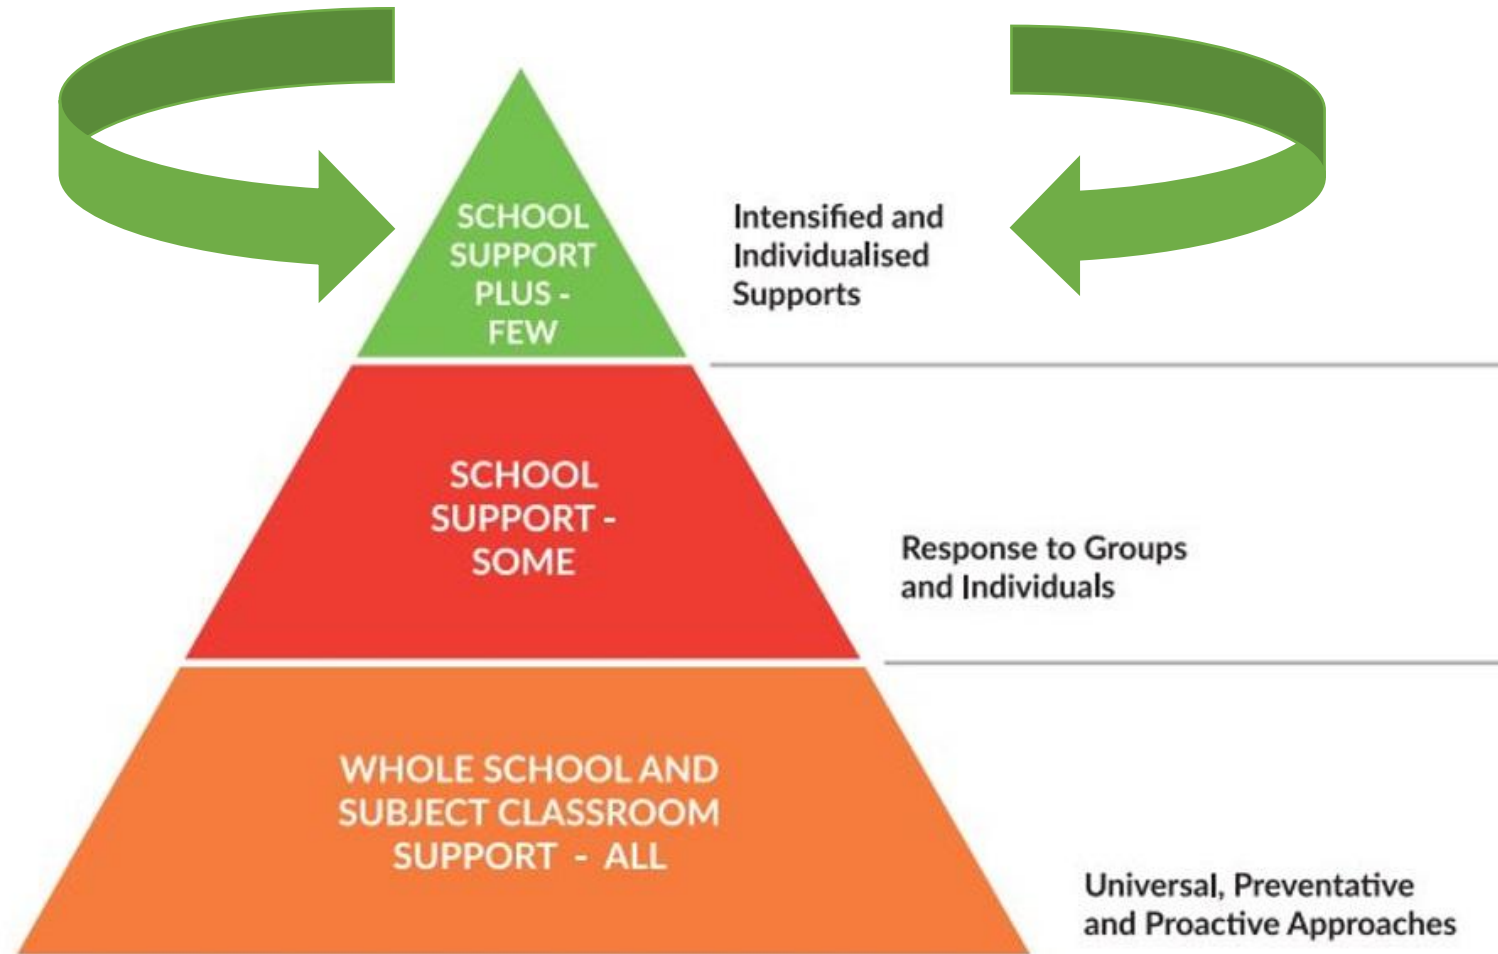 SCHOOL
SUPPORT
PLUS -
FEW
Intensified and
Individualised
Supports
SCHOOL
SUPPORT -
SOME
Response to Groups
and Individuals
WHOLE SCHOOL AND
SUBJECT CLASSROOM
SUPPORT - ALL
Universal, Preventative
and Proactive Approaches